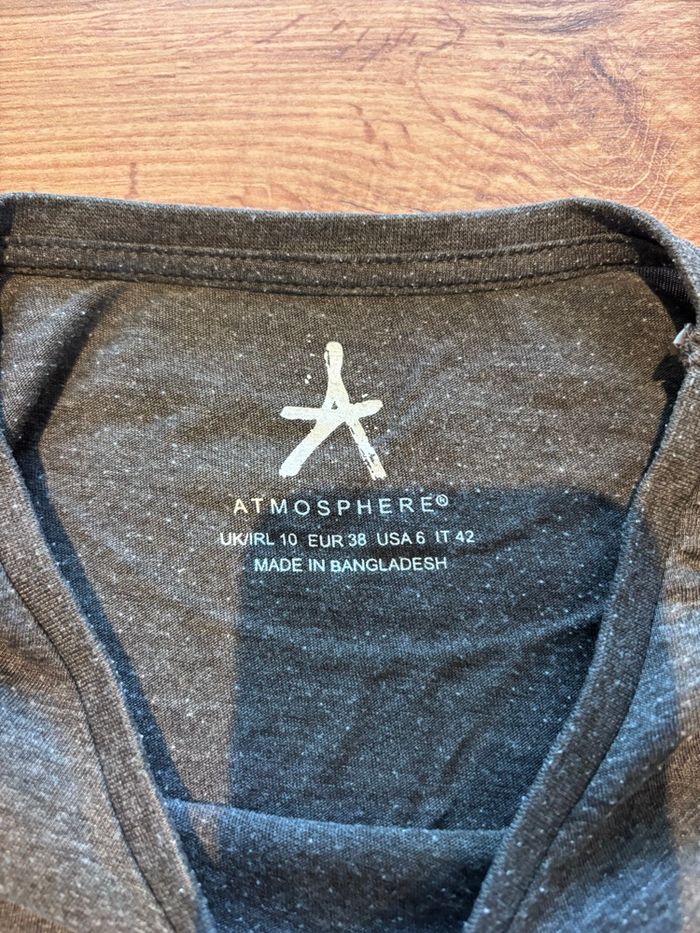 ATMOSPHERE®
UK/IRL 10 EUR 38 USA 6 IT 42
MADE IN BANGLADESH